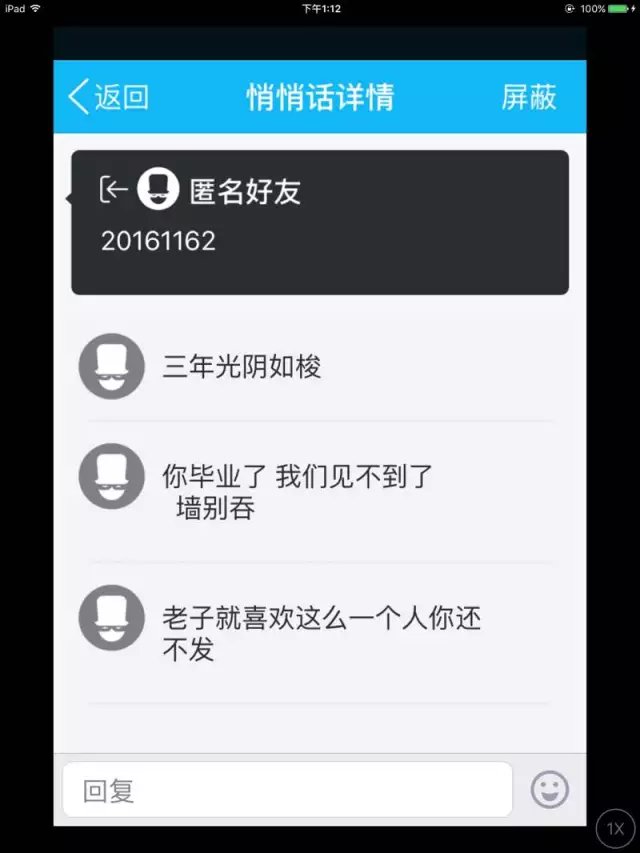 iPad 下午1:12 100%
返回 悄悄话详情 屏蔽
匿名好友
20161162
三年光阴如梭
你毕业了 我们见不到了
墙别吞
老子就喜欢这么一个人你还
不发
回复
1X